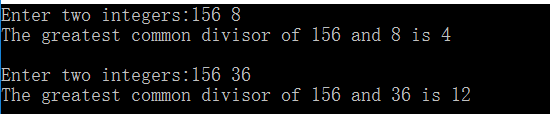 Enter two integers:156 8
The greatest common divisor of 156 and 8 is 4
Enter two integers:156 36
The greatest common divisor of 156 and 36 is 12